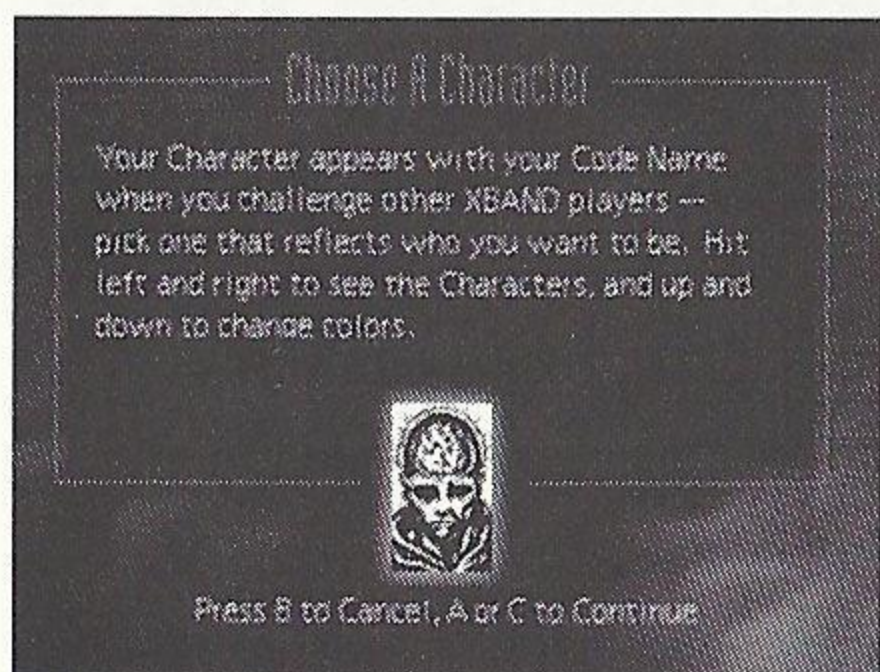 Choose A Character
Your Character appears with your Code Name
when you challenge other XBAND players --
pick one that reflects who you want to be. Hit
left and right to see the Characters, and up and
down to change colors.
Press B to Cancel, A or C to Continue